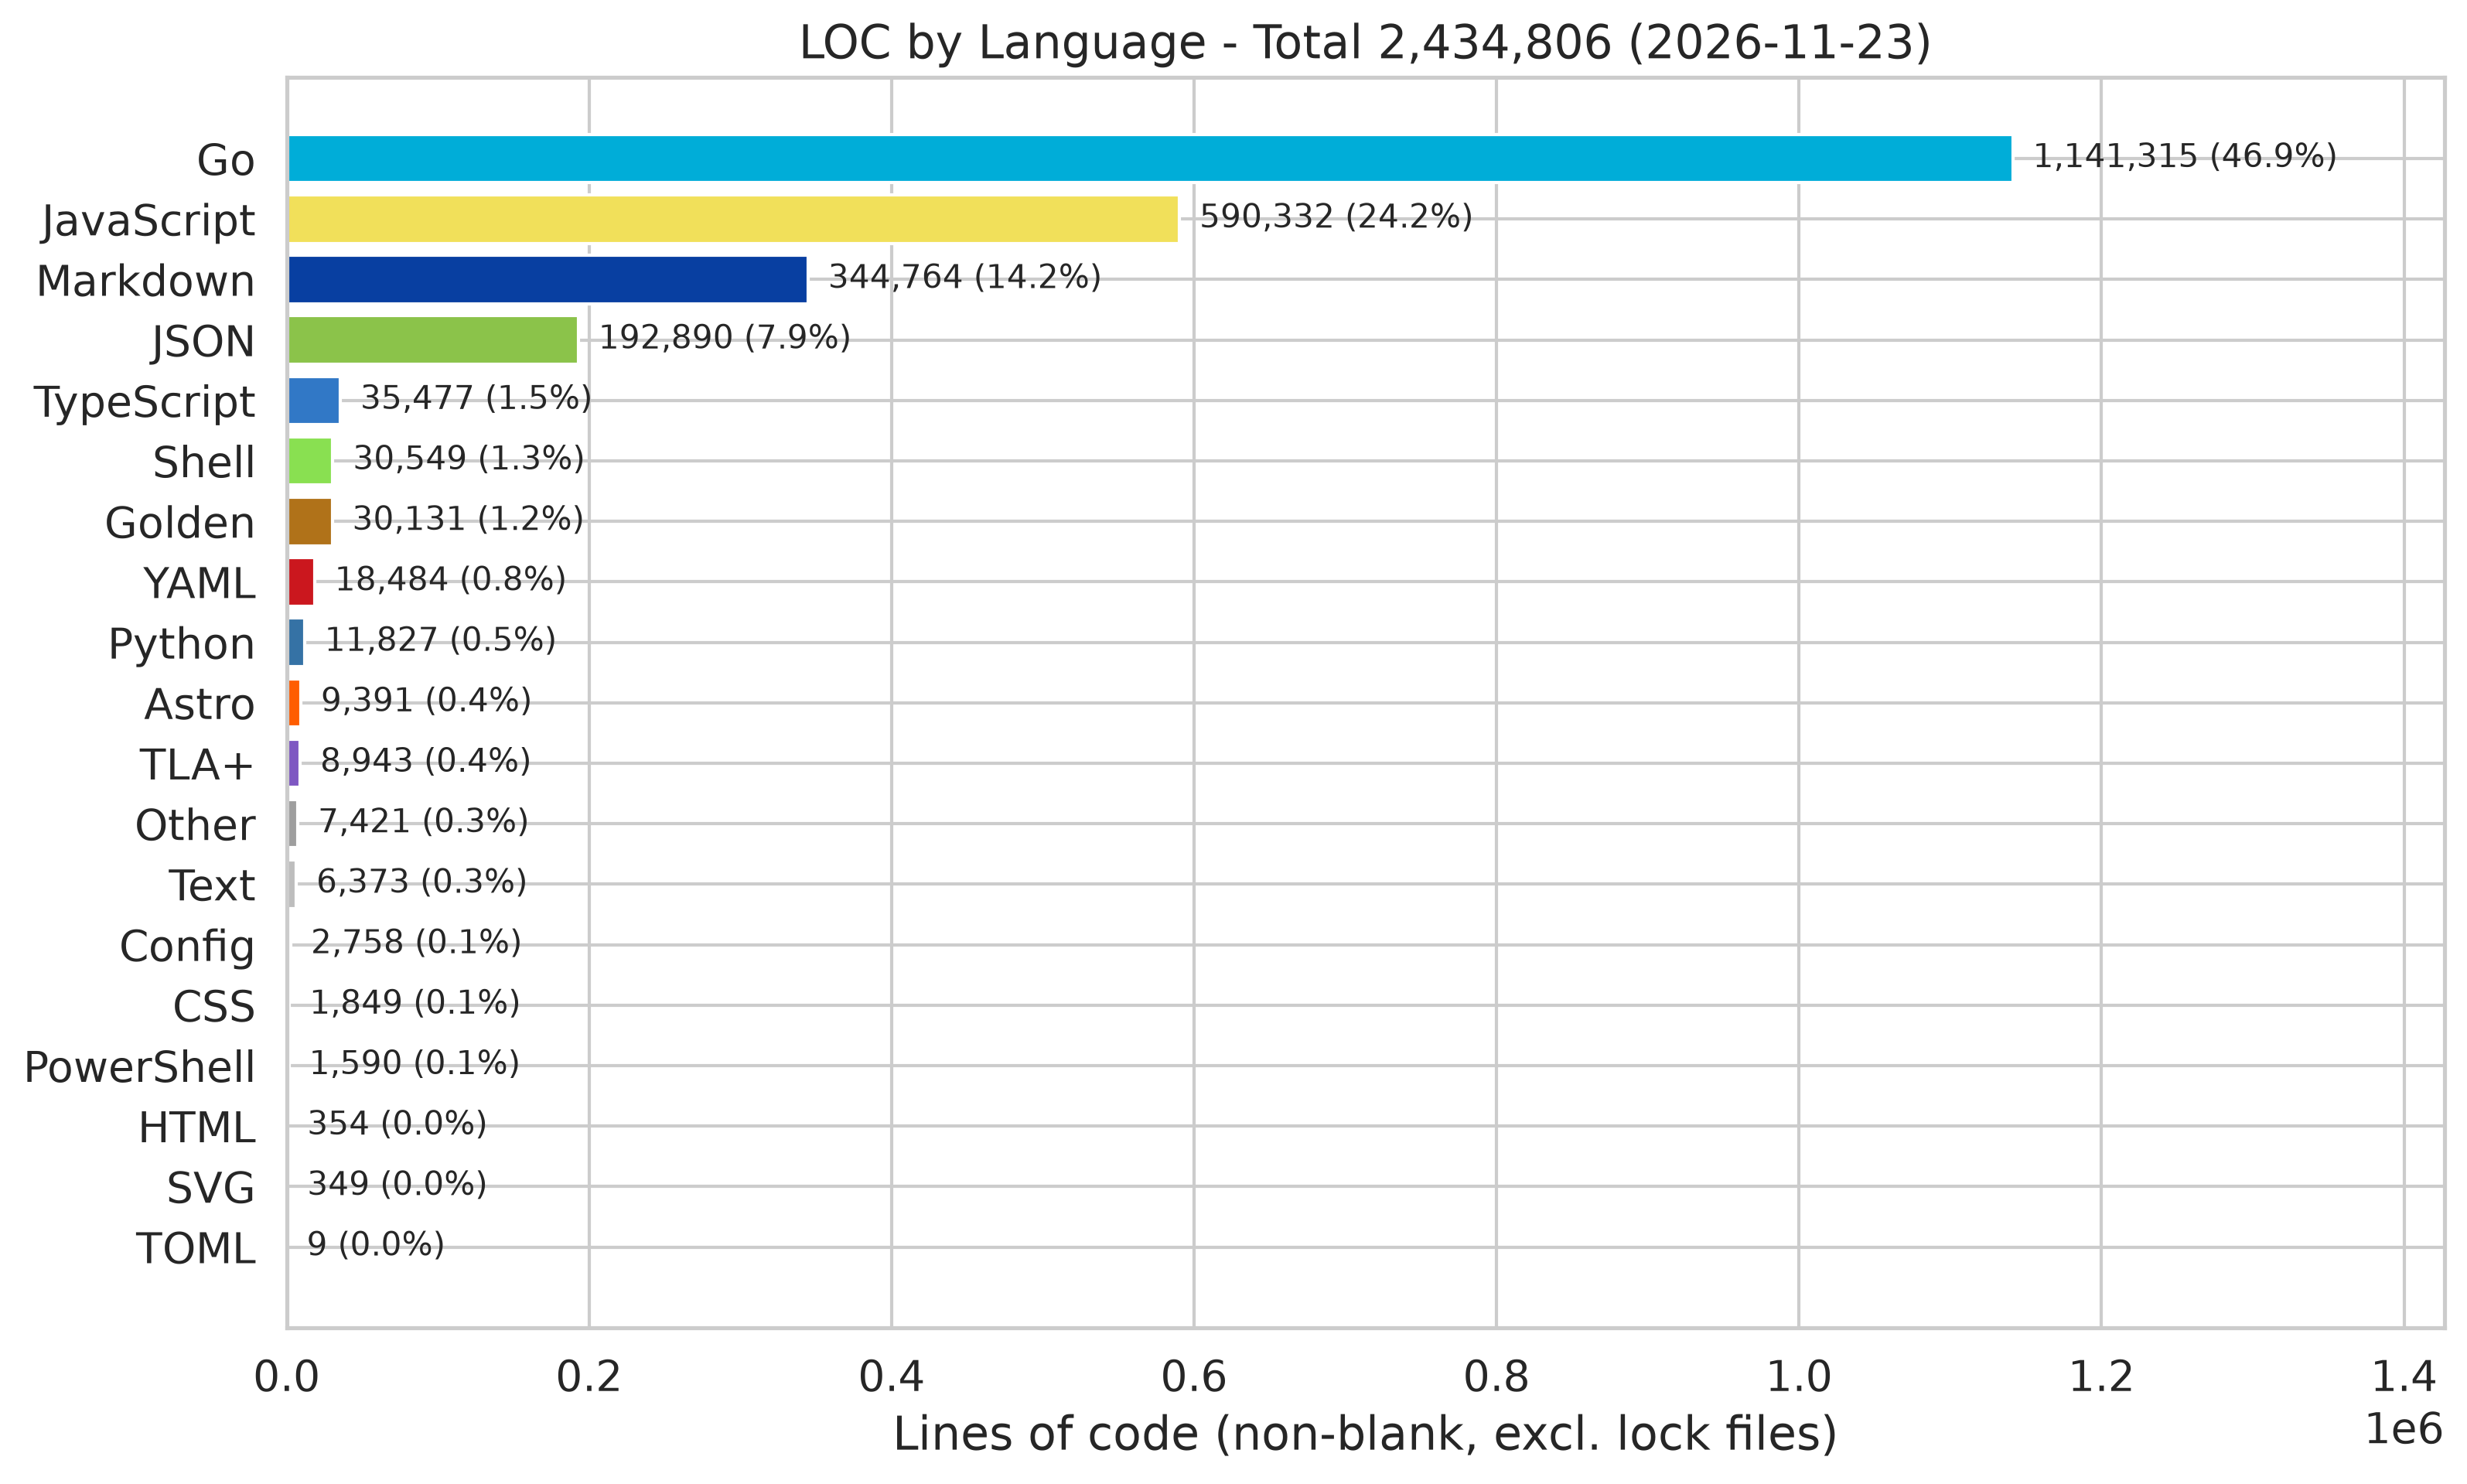 LOC by Language - Total 2,434,806 (2026-11-23)
Go 1,141,315 (46.9%)
JavaScript 590,332 (24.2%)
Markdown 344,764 (14.2%)
JSON 192,890 (7.9%)
TypeScript 35,477 (1.5%)
Shell 30,549 (1.3%)
Golden 30,131 (1.2%)
YAML 18,484 (0.8%)
Python 11,827 (0.5%)
Astro 9,391 (0.4%)
TLA+ 8,943 (0.4%)
Other 7,421 (0.3%)
Text 6,373 (0.3%)
Config 2,758 (0.1%)
CSS 1,849 (0.1%)
PowerShell 1,590 (0.1%)
HTML 354 (0.0%)
SVG 349 (0.0%)
TOML 9 (0.0%)
0.0 0.2 0.4 0.6 0.8 1.0 1.2 1.4
1e6
Lines of code (non-blank, excl. lock files)